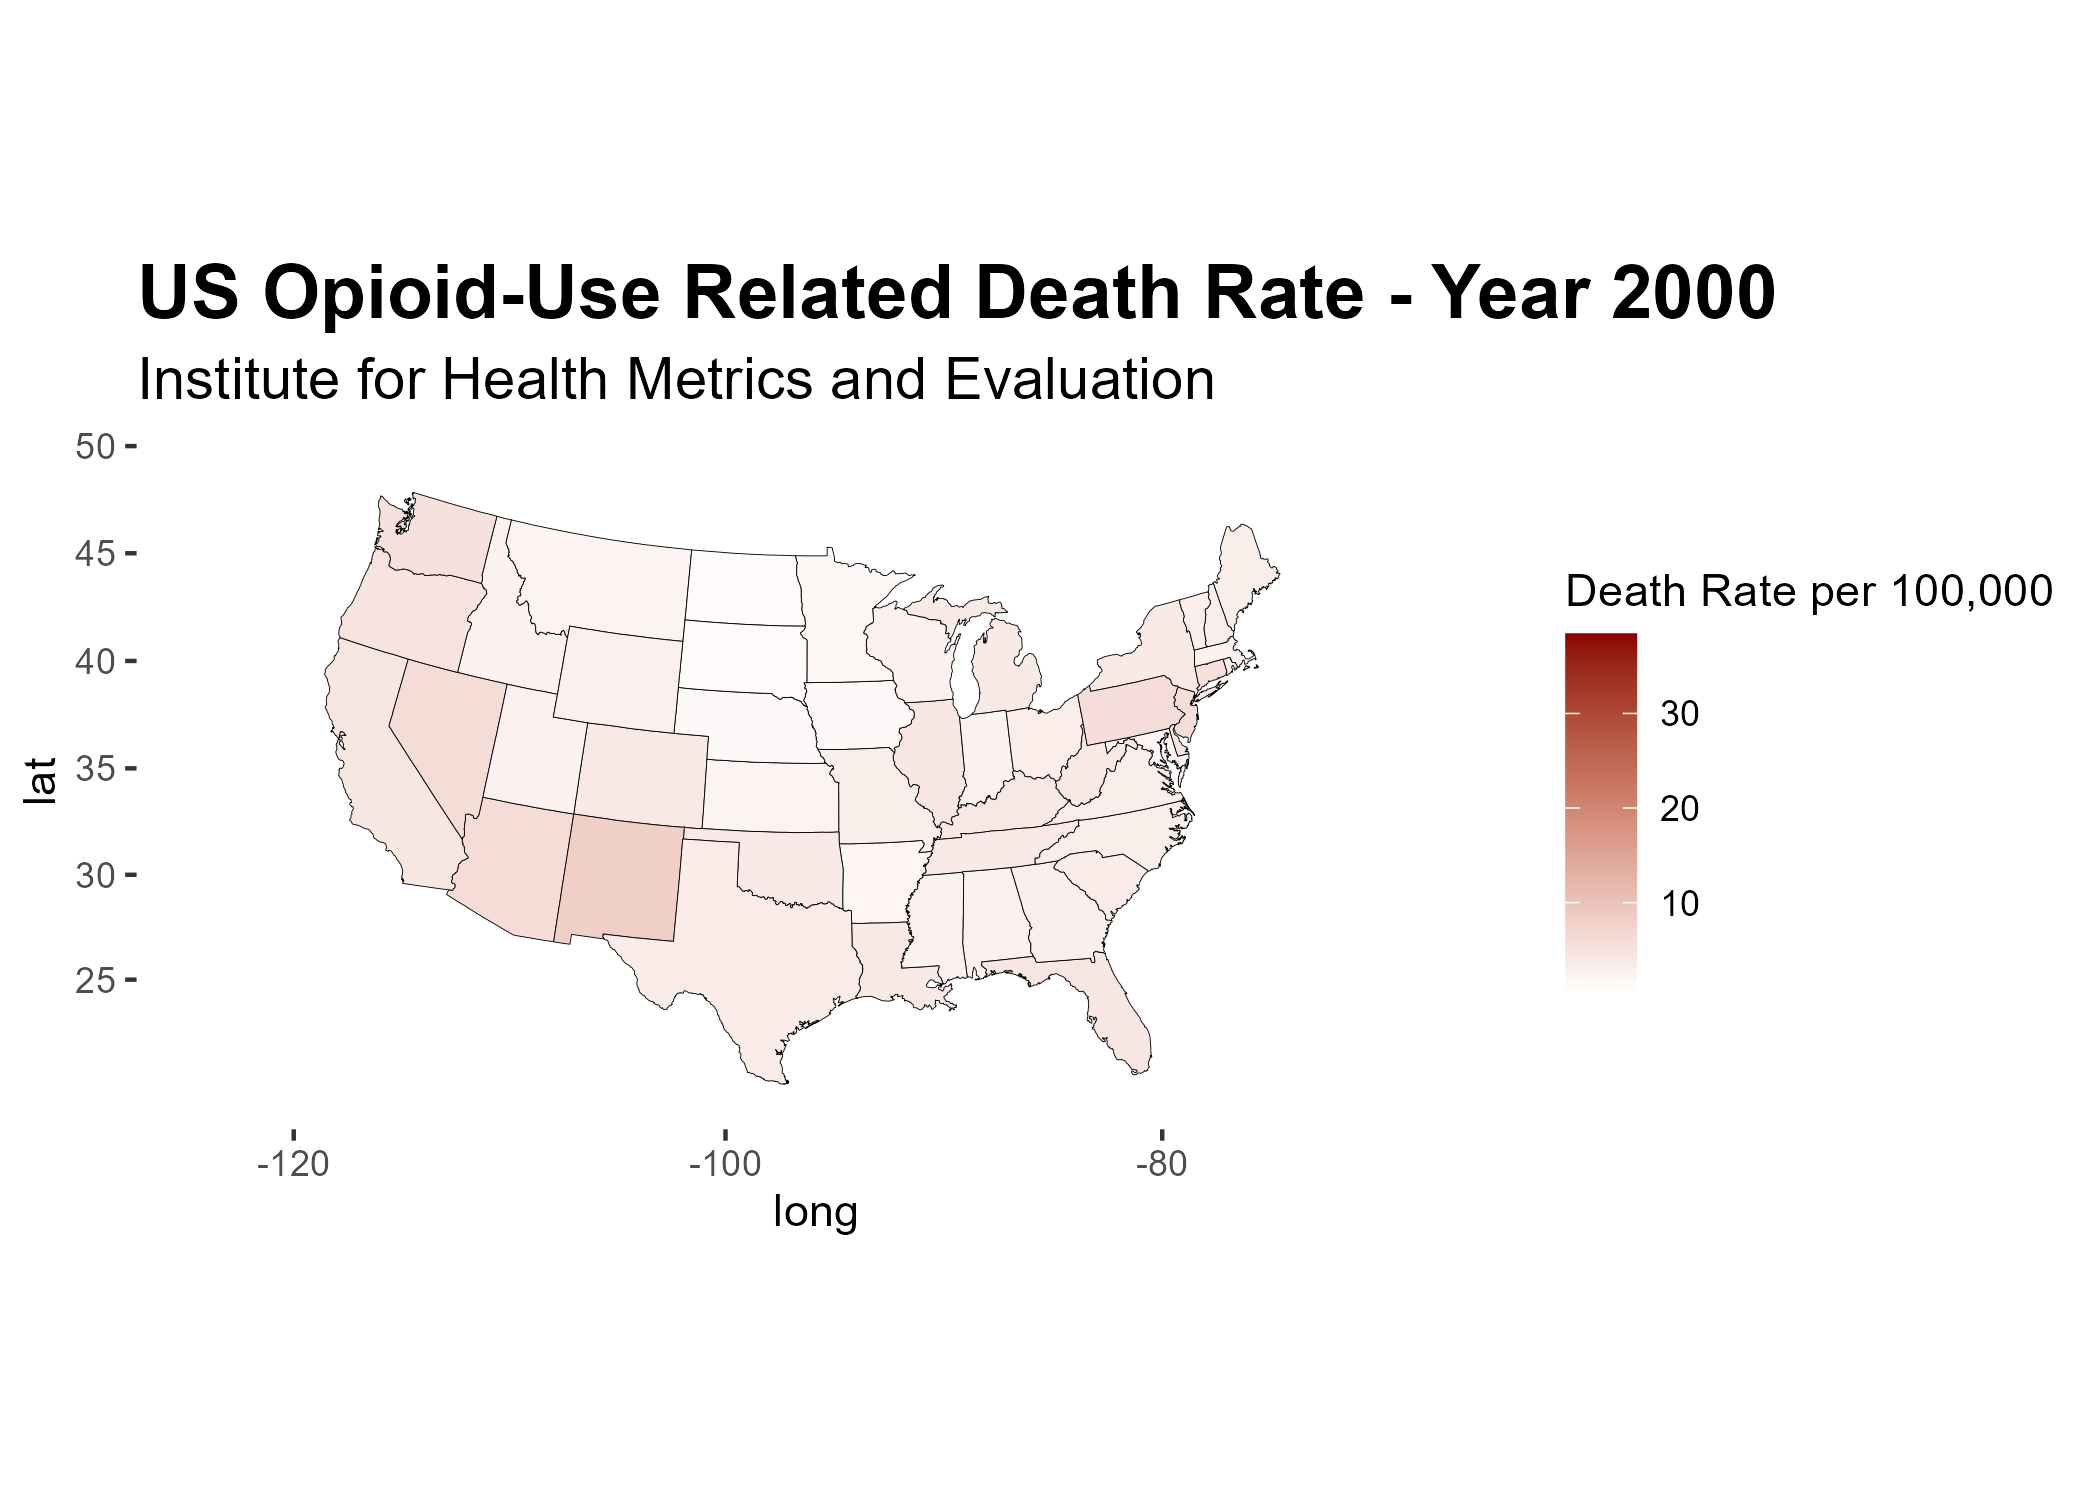 US Opioid-Use Related Death Rate - Year 2000
Institute for Health Metrics and Evaluation
50
45
40
35
30
25
lat
-120
-100
-80
long
Death Rate per 100,000
30
20
10